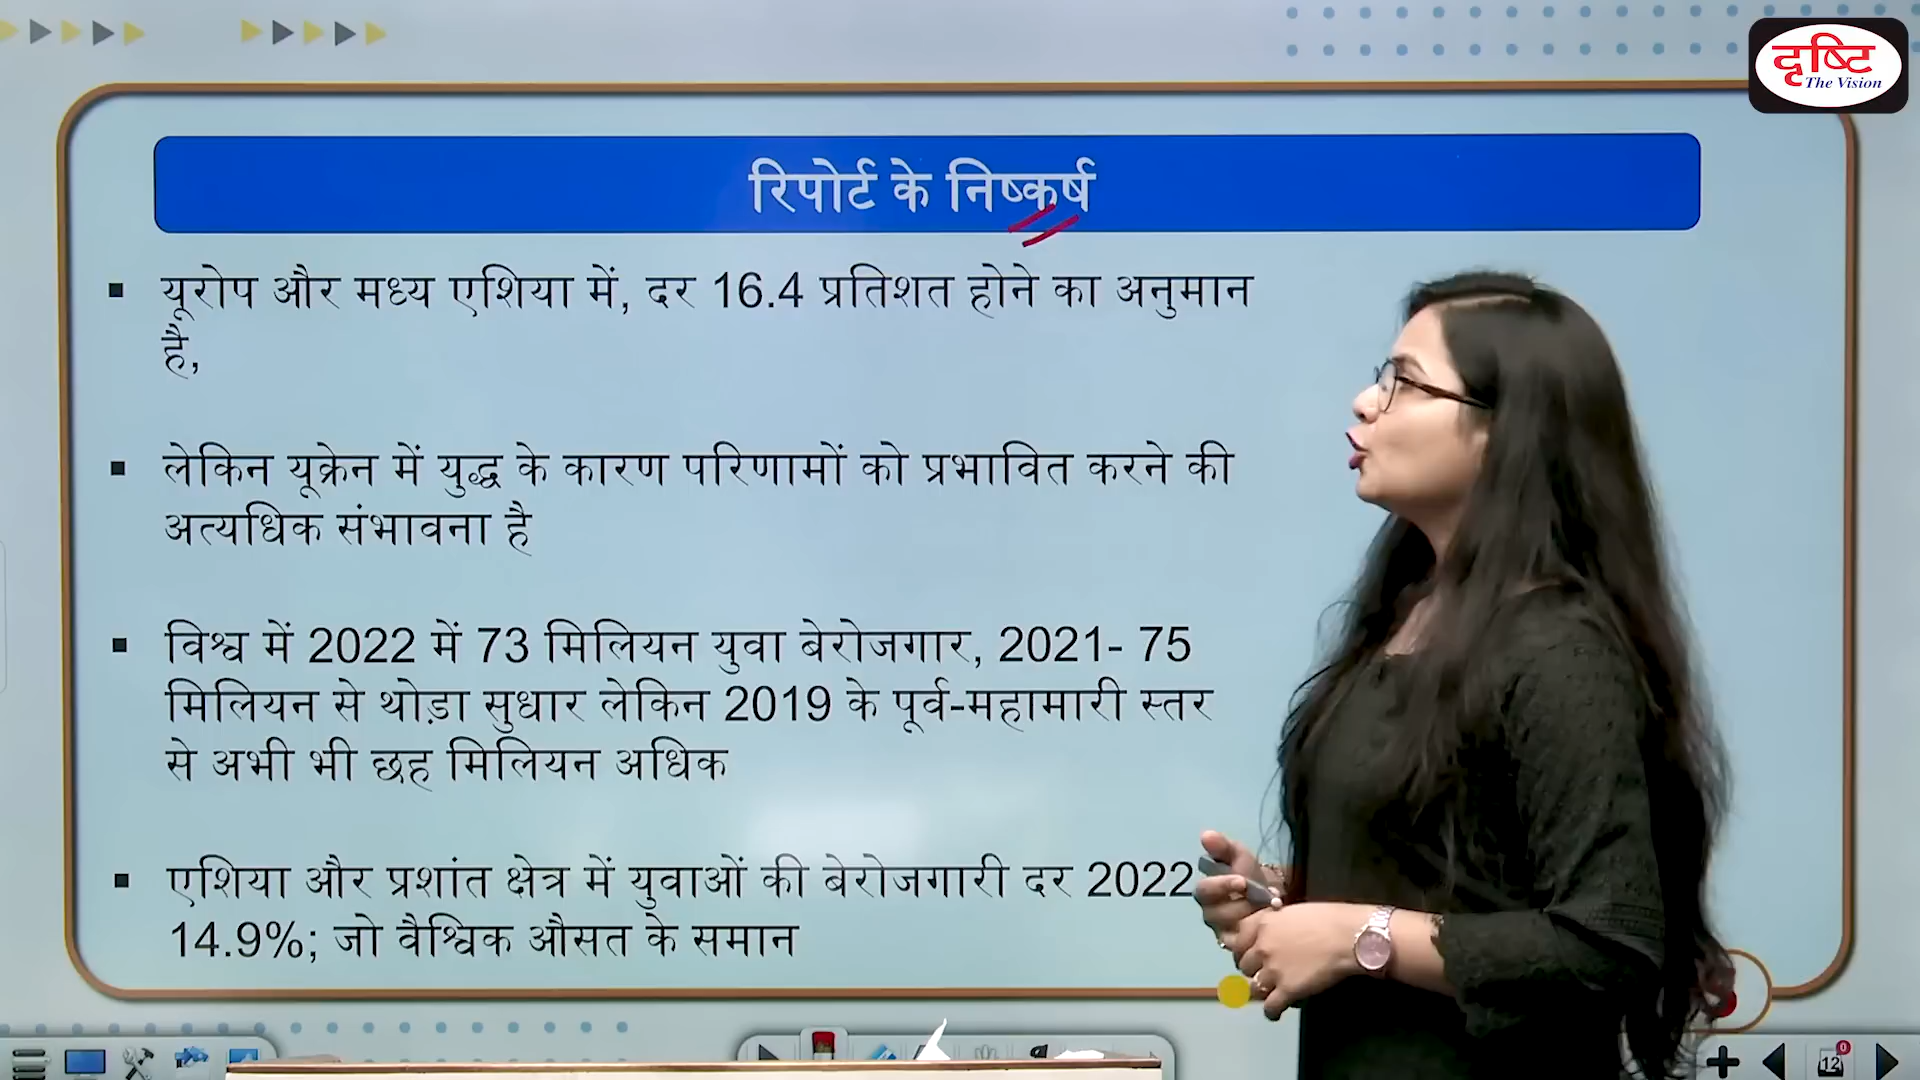 दृष्टि
The Vision
रिपोर्ट के निष्कर्ष
▪ यूरोप और मध्य एशिया में, दर 16.4 प्रतिशत होने का अनुमान
है,
▪ लेकिन यूक्रेन में युद्ध के कारण परिणामों को प्रभावित करने की
अत्यधिक संभावना है
▪ विश्व में 2022 में 73 मिलियन युवा बेरोजगार, 2021- 75
मिलियन से थोड़ा सुधार लेकिन 2019 के पूर्व-महामारी स्तर
से अभी भी छह मिलियन अधिक
▪ एशिया और प्रशांत क्षेत्र में युवाओं की बेरोजगारी दर 2022
14.9%; जो वैश्विक औसत के समान
12
0